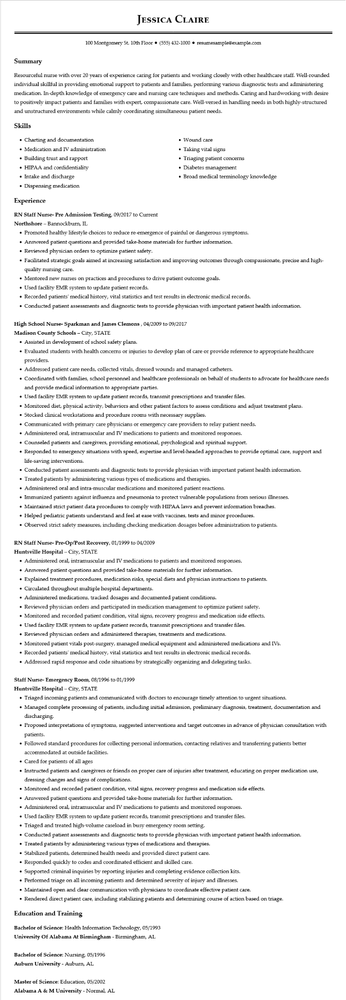 Jessica Claire
100 Montgomery St. 10th Floor ● (555) 432-1000 ● resumesample@example.com
Summary
Resourceful nurse with over 20 years of experience caring for patients and working closely with other healthcare staff. Well-rounded
individual skillful in providing emotional support to patients and families, performing various diagnostic tests and administering
medication. In-depth knowledge of emergency care and nursing care techniques and methods. Caring and hardworking with desire
to positively impact patients and families with expert, compassionate care. Well-versed in handling needs in both highly-structured
and unstructured environments while calmly coordinating simultaneous patient needs.
Skills
• Charting and documentation
• Medication and IV administration
• Building trust and rapport
• HIPAA and confidentiality
• Intake and discharge
• Dispensing medication
• Wound care
• Taking vital signs
• Triaging patient concerns
• Diabetes management
• Broad medical terminology knowledge
Experience
RN Staff Nurse- Pre Admission Testing, 09/2017 to Current
Northshore – Bannockburn, IL
• Promoted healthy lifestyle choices to reduce re-emergence of painful or dangerous symptoms.
• Answered patient questions and provided take-home materials for further information.
• Reviewed physician orders to optimize patient safety.
• Facilitated strategic goals aimed at increasing satisfaction and improving outcomes through compassionate, precise and high-
quality nursing care.
• Mentored new nurses on practices and procedures to drive patient outcome goals.
• Used facility EMR system to update patient records.
• Recorded patients' medical history, vital statistics and test results in electronic medical records.
• Conducted patient assessments and diagnostic tests to provide physician with important patient health information.
High School Nurse- Sparkman and James Clemons , 04/2009 to 09/2017
Madison County Schools – City, STATE
• Assisted in development of school safety plans.
• Evaluated students with health concerns or injuries to develop plan of care or provide reference to appropriate healthcare
providers.
• Addressed patient care needs, collected vitals, dressed wounds and managed catheters.
• Coordinated with families, school personnel and healthcare professionals on behalf of students to advocate for healthcare needs
and provide medical information to appropriate parties.
• Used facility EMR system to update patient records, transmit prescriptions and transfer files.
• Monitored diet, physical activity, behaviors and other patient factors to assess conditions and adjust treatment plans.
• Stocked clinical workstations and procedure rooms with necessary supplies.
• Communicated with primary care physicians or emergency care providers to relay patient needs.
• Administered oral, intramuscular and IV medications to patients and monitored responses.
• Counseled patients and caregivers, providing emotional, psychological and spiritual support.
• Responded to emergency situations with speed, expertise and level-headed approaches to provide optimal care, support and
life-saving interventions.
• Conducted patient assessments and diagnostic tests to provide physician with important patient health information.
• Treated patients by administering various types of medications and therapies.
• Administered oral and intra-muscular medications and monitored patient reactions.
• Immunized patients against influenza and pneumonia to protect vulnerable populations from serious illnesses.
• Maintained strict patient data procedures to comply with HIPAA laws and prevent information breaches.
• Helped pediatric patients understand and feel at ease with vaccines, tests and minor procedures.
• Observed strict safety measures, including checking medication dosages before administration to patients.
RN Staff Nurse- Pre-Op/Post Recovery, 01/1999 to 04/2009
Huntsville Hospital – City, STATE
• Administered oral, intramuscular and IV medications to patients and monitored responses.
• Answered patient questions and provided take-home materials for further information.
• Explained treatment procedures, medication risks, special diets and physician instructions to patients.
• Circulated throughout multiple hospital departments.
• Administered medications, tracked dosages and documented patient conditions.
• Reviewed physician orders and participated in medication management to optimize patient safety.
• Monitored and recorded patient condition, vital signs, recovery progress and medication side effects.
• Used facility EMR system to update patient records, transmit prescriptions and transfer files.
• Reviewed physician orders and administered therapies, treatments and medications.
• Monitored patient vitals post-surgery, managed medical equipment and administered medications and IVs.
• Recorded patients' medical history, vital statistics and test results in electronic medical records.
• Addressed rapid response and code situations by strategically organizing and delegating tasks.
Staff Nurse- Emergency Room, 08/1996 to 01/1999
Huntsville Hospital – City, STATE
• Triaged incoming patients and communicated with doctors to encourage timely attention to urgent situations.
• Managed complete processing of patients, including initial admission, preliminary diagnosis, treatment, documentation and
discharging.
• Proposed interpretations of symptoms, suggested interventions and target outcomes in advance of physician consultation with
patients.
• Followed standard procedures for collecting personal information, contacting relatives and transferring patients better
accommodated at outside facilities.
• Cared for patients of all ages
• Instructed patients and caregivers or friends on proper care of injuries after treatment, educating on proper medication use,
dressing changes and signs of complications.
• Monitored and recorded patient condition, vital signs, recovery progress and medication side effects.
• Answered patient questions and provided take-home materials for further information.
• Administered oral, intramuscular and IV medications to patients and monitored responses.
• Used facility EMR system to update patient records, transmit prescriptions and transfer files.
• Triaged and treated high-volume caseload in busy emergency room setting.
• Conducted patient assessments and diagnostic tests to provide physician with important patient health information.
• Treated patients by administering various types of medications and therapies.
• Stabilized patients, determined health needs and provided direct patient care.
• Responded quickly to codes and coordinated efficient and skilled care.
• Supported criminal inquiries by reporting injuries and completing evidence collection kits.
• Performed triage on all incoming patients and determined severity of injury and illnesses.
• Maintained open and clear communication with physicians to coordinate effective patient care.
• Rendered direct patient care, including stabilizing patients and determining course of action based on triage.
Education and Training
Bachelor of Science: Health Information Technology, 05/1993
University Of Alabama At Birmingham - Birmingham, AL
Bachelor of Science: Nursing, 05/1996
Auburn University - Auburn, AL
Master of Science: Education, 05/2002
Alabama A & M University - Normal, AL